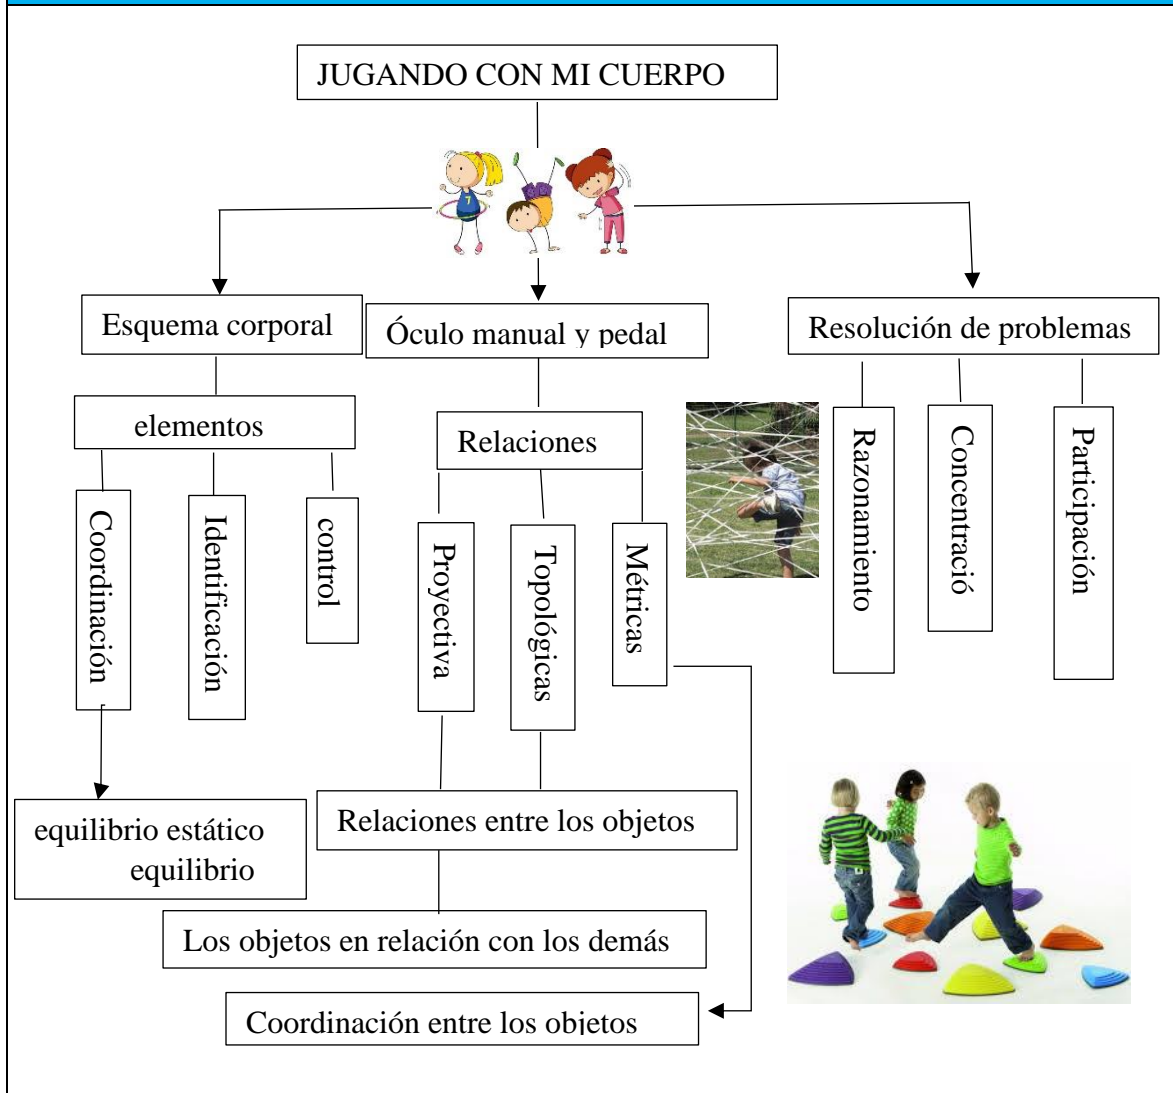 JUGANDO CON MI CUERPO
7
Esquema corporal
Óculo manual y pedal
Resolución de problemas
elementos
Relaciones
Coordinación
Identificación
control
Proyectiva
Topológicas
Métricas
Razonamiento
Concentració
Participación
equilibrio estático
equilibrio
Relaciones entre los objetos
Los objetos en relación con los demás
Coordinación entre los objetos